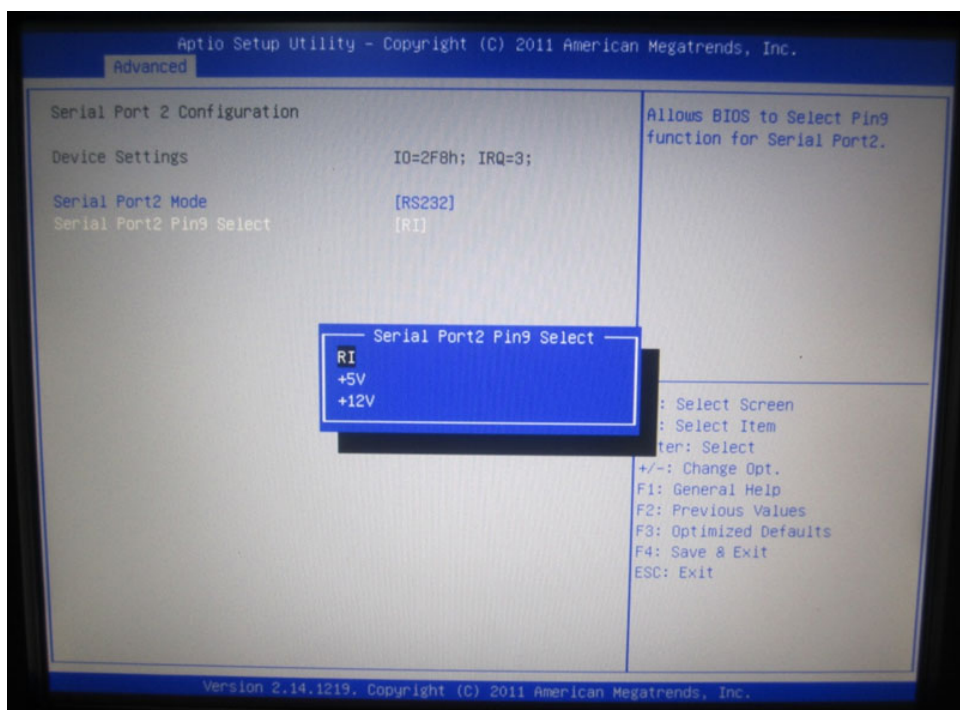 Aptio Setup Utility – Copyright (C) 2011 American Megatrends, Inc.
Advanced
Serial Port 2 Configuration
Device Settings IO=2F8h; IRQ=3;
Serial Port2 Mode [RS232]
Serial Port2 Pin9 Select [RI]
Allows BIOS to Select Pin9
function for Serial Port2.
Serial Port2 Pin9 Select
RI
+5V
+12V
: Select Screen
: Select Item
ter: Select
+/-: Change Opt.
F1: General Help
F2: Previous Values
F3: Optimized Defaults
F4: Save & Exit
ESC: Exit
Version 2.14.1219. Copyright (C) 2011 American Megatrends, Inc.